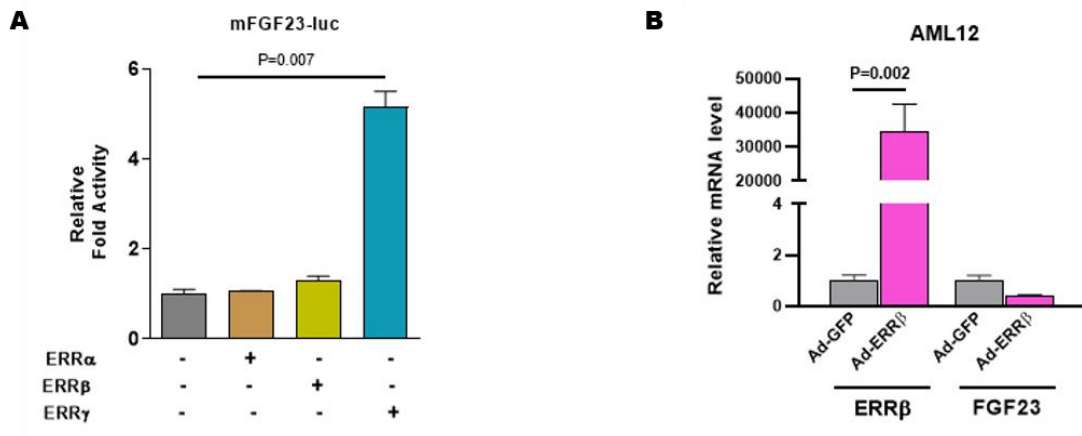 A
mFGF23-luc
P=0.007
Relative
Fold Activity
6
4
2
0
ERRα - + - -
ERRβ - - + -
ERRγ - - - +
B
AML12
P=0.002
Relative mRNA level
50000
40000
30000
20000
4
2
0
Ad-GFP
Ad-ERRβ
Ad-GFP
Ad-ERRβ
ERRβ
FGF23